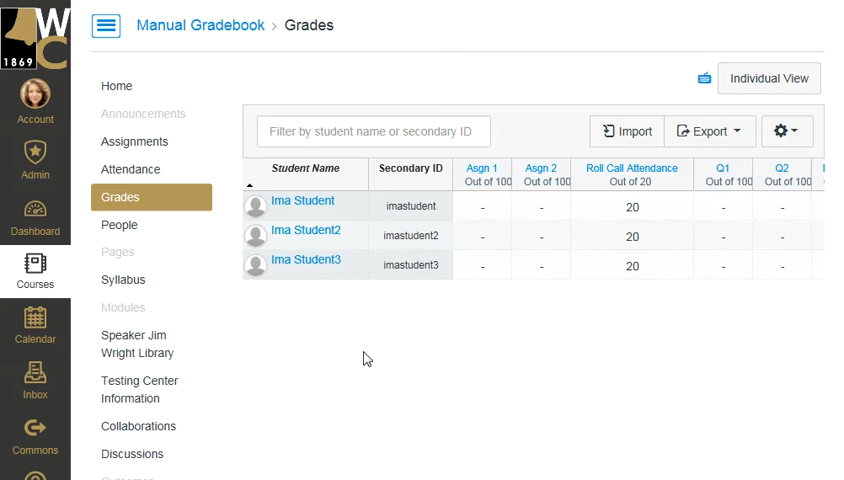 W
C
1869
Account
Admin
Dashboard
Courses
Calendar
Inbox
Commons
Manual Gradebook > Grades
Home
Announcements
Assignments
Attendance
Grades
People
Pages
Syllabus
Modules
Speaker Jim
Wright Library
Testing Center
Information
Collaborations
Discussions
Outcomes
Individual View
Filter by student name or secondary ID
Import
Export
Student Name Secondary ID Asgn 1 Asgn 2 Roll Call Attendance Q1 Q2
Out of 100 Out of 100 Out of 20 Out of 100 Out of 100
Ima Student imastudent - - 20 - -
Ima Student2 imastudent2 - - 20 - -
Ima Student3 imastudent3 - - 20 - -